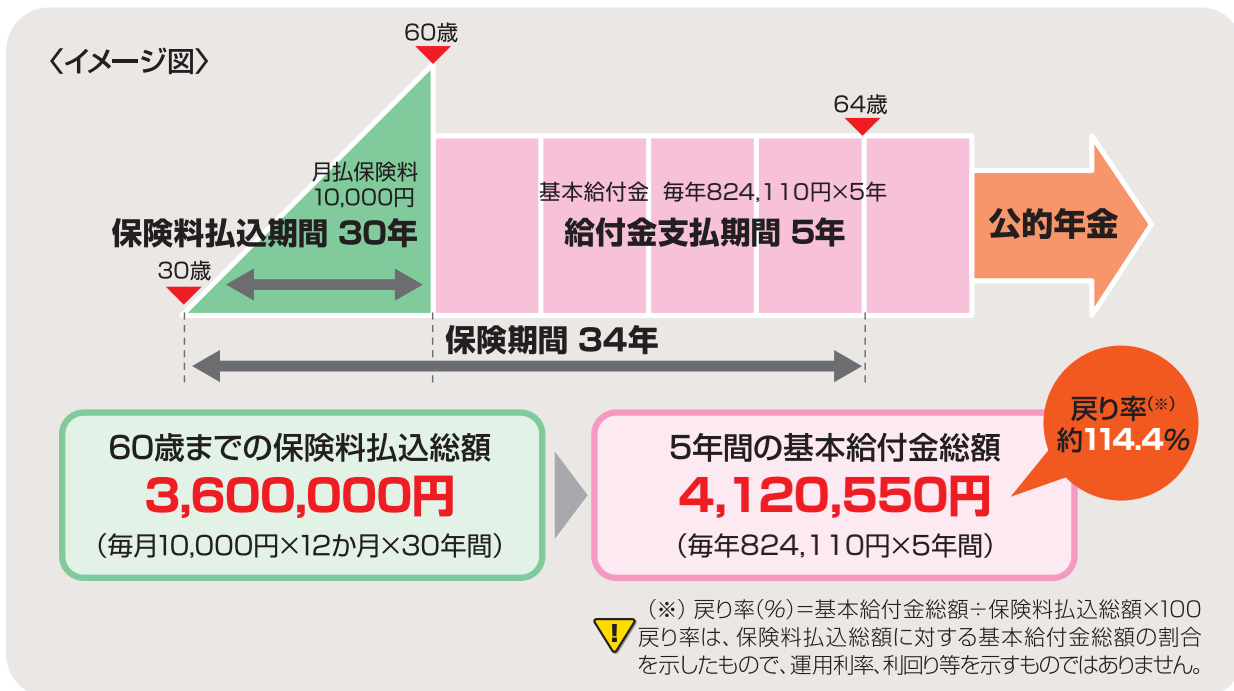 〈イメージ図〉
60歳
64歳
月払保険料
10,000円
保険料払込期間 30年
30歳
基本給付金 毎年824,110円×5年
給付金支払期間 5年
公的年金
保険期間 34年
60歳までの保険料払込総額
3,600,000円
(毎月10,000円×12か月×30年間)
5年間の基本給付金総額
4,120,550円
(毎年824,110円×5年間)
戻り率(※)
約114.4%
(※) 戻り率(%)=基本給付金総額÷保険料払込総額×100
戻り率は、保険料払込総額に対する基本給付金総額の割合
を示したもので、運用利率、利回り等を示すものではありません。